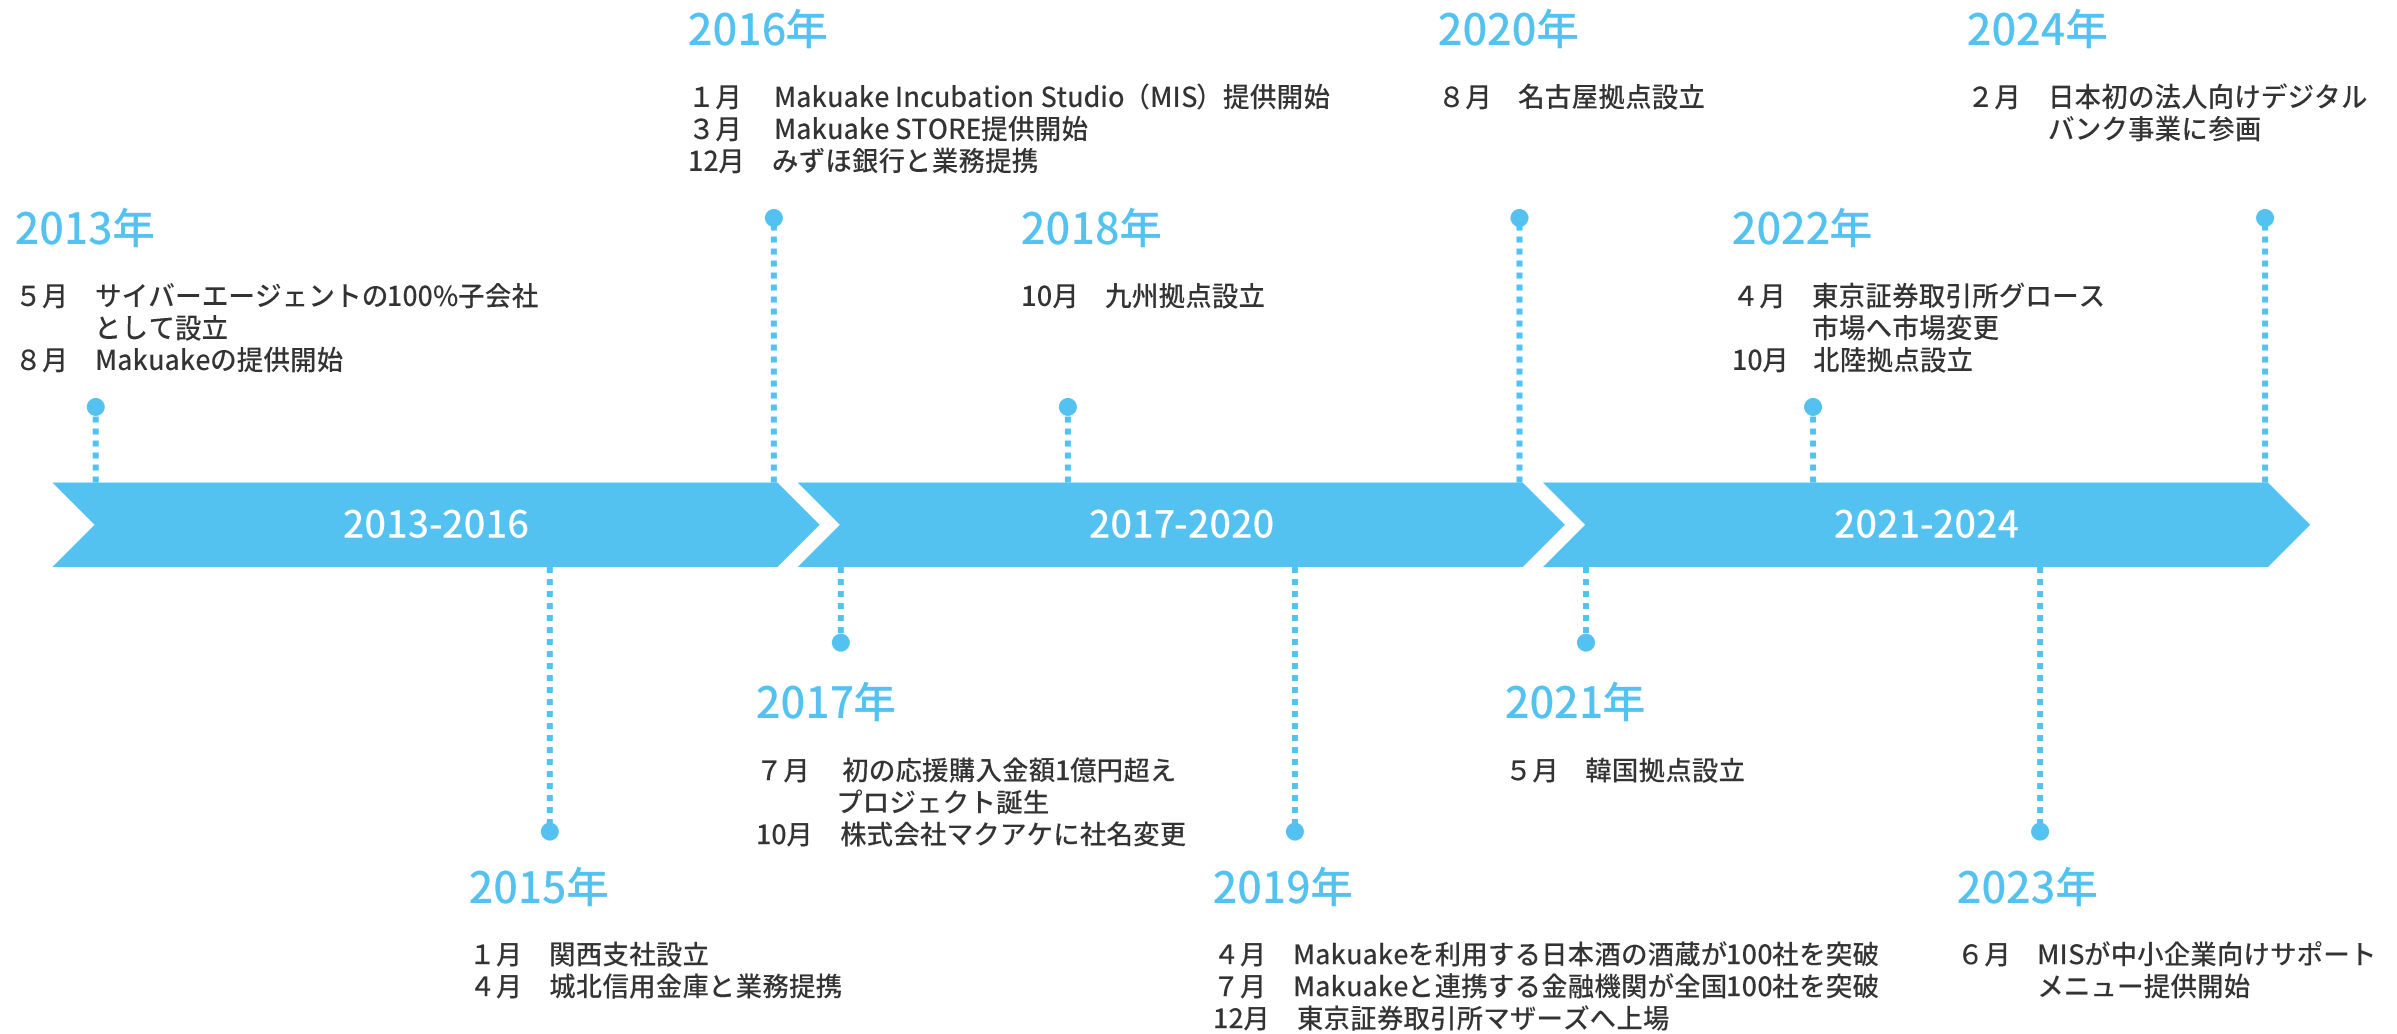 2013年
５月　サイバーエージェントの100%子会社
として設立
８月　Makuakeの提供開始
2016年
１月　Makuake Incubation Studio（MIS）提供開始
３月　Makuake STORE提供開始
12月　みずほ銀行と業務提携
2018年
10月　九州拠点設立
2020年
８月　名古屋拠点設立
2022年
４月　東京証券取引所グロース
市場へ市場変更
10月　北陸拠点設立
2024年
２月　日本初の法人向けデジタル
バンク事業に参画
2013-2016
2017-2020
2021-2024
2015年
１月　関西支社設立
４月　城北信用金庫と業務提携
2017年
７月　初の応援購入金額1億円超え
プロジェクト誕生
10月　株式会社マクアケに社名変更
2019年
４月　Makuakeを利用する日本酒の酒蔵が100社を突破
７月　Makuakeと連携する金融機関が全国100社を突破
12月　東京証券取引所マザーズへ上場
2021年
５月　韓国拠点設立
2023年
６月　MISが中小企業向けサポート
メニュー提供開始